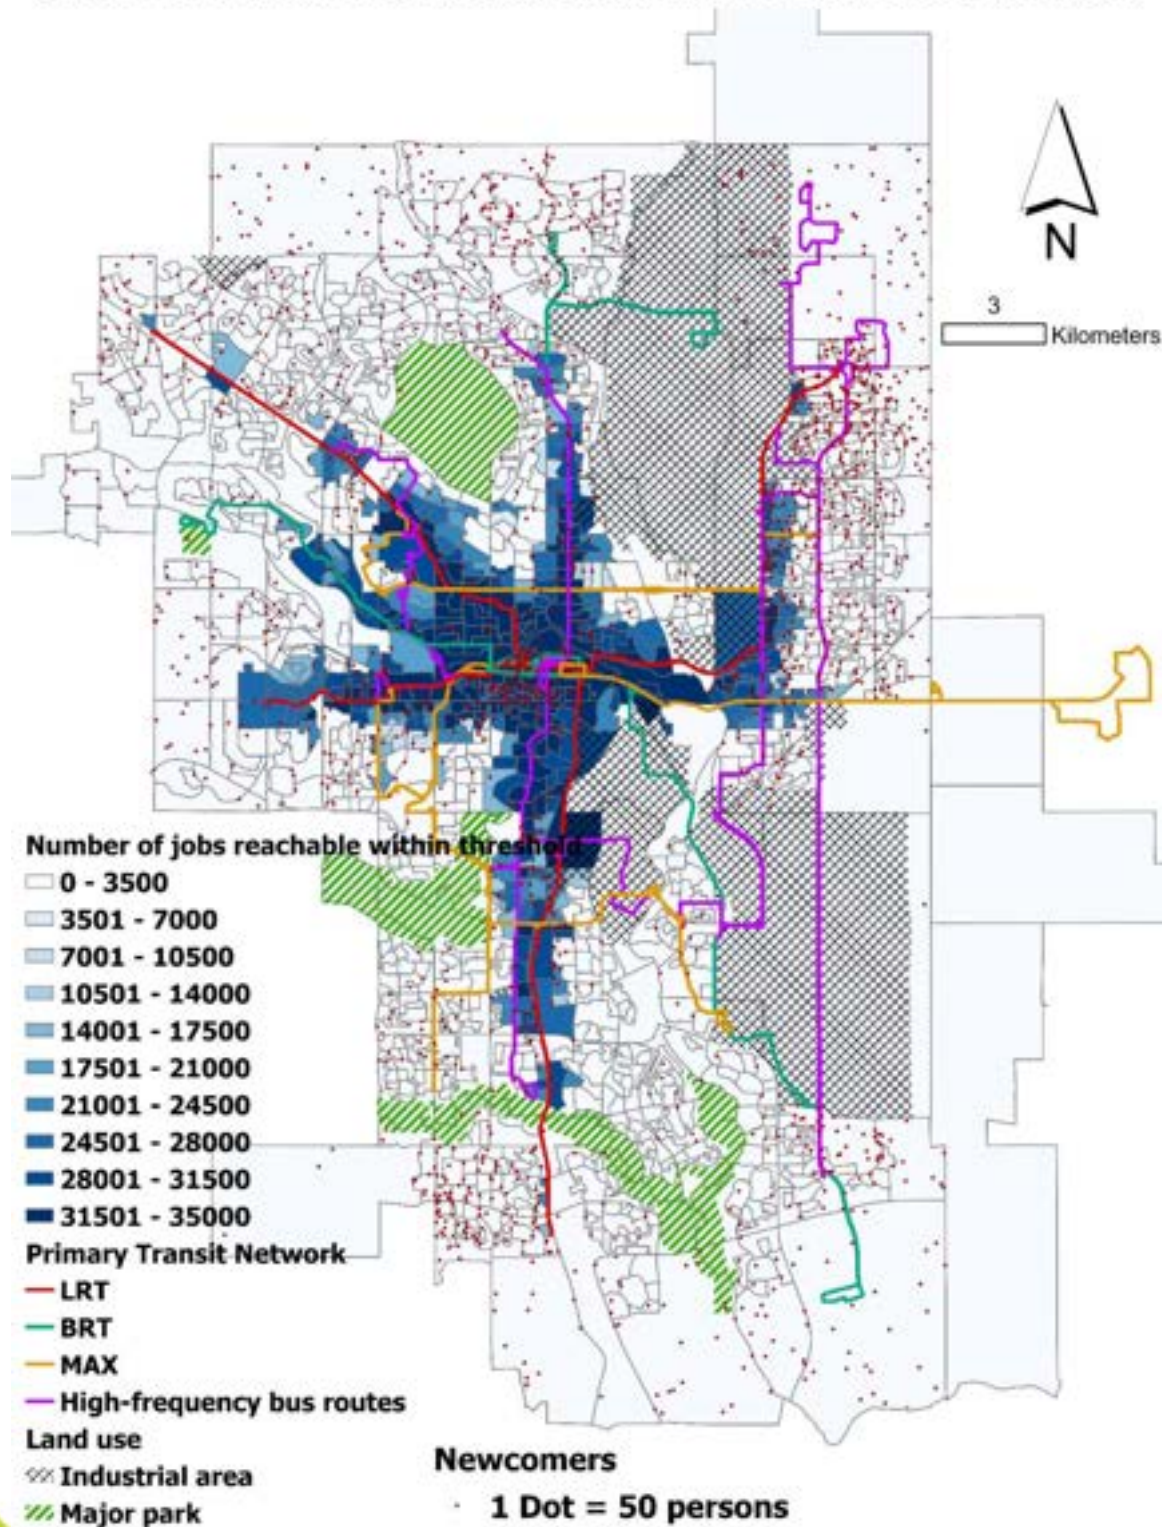 N
3
Kilometers
Number of jobs reachable within threshold
0 - 3500
3501 - 7000
7001 - 10500
10501 - 14000
14001 - 17500
17501 - 21000
21001 - 24500
24501 - 28000
28001 - 31500
31501 - 35000
Primary Transit Network
LRT
BRT
MAX
High-frequency bus routes
Land use
Industrial area
Major park
Newcomers
1 Dot = 50 persons